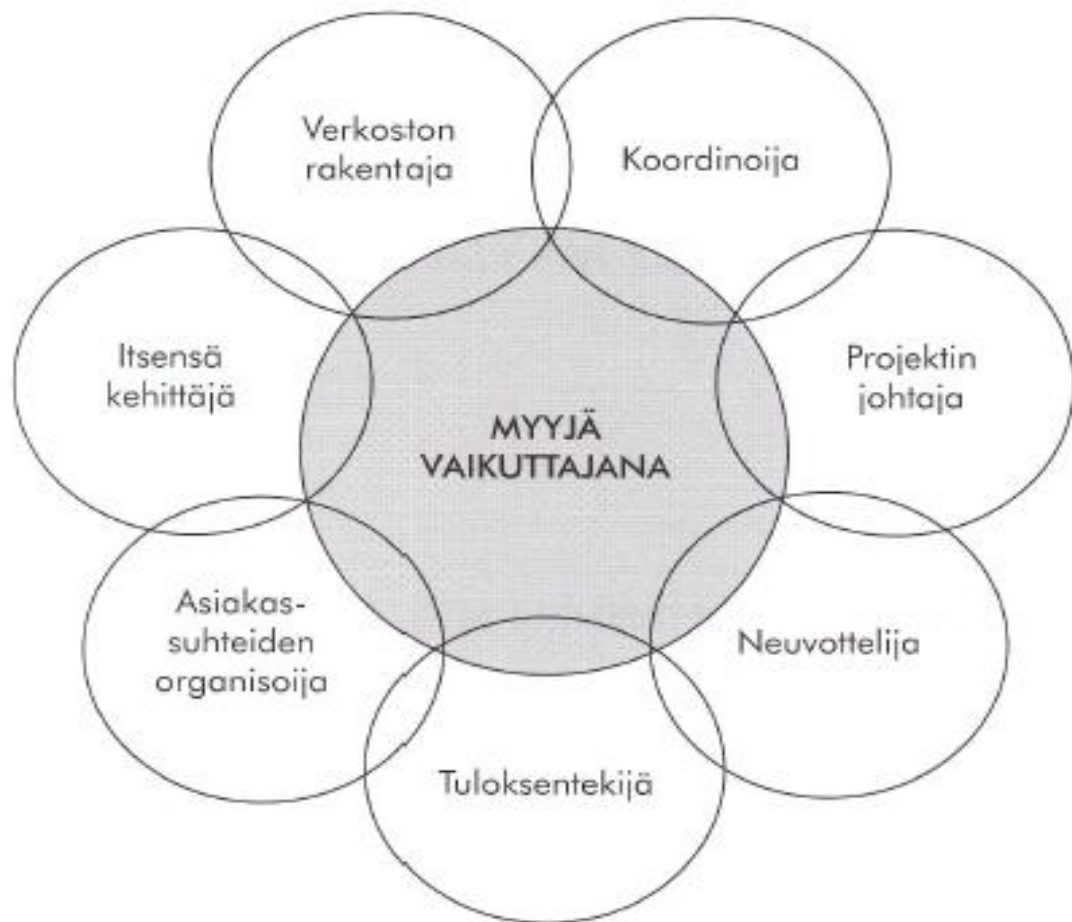 Verkoston
rakentaja
Koordinoija
Itsensä
kehittäjä
Projektin
johtaja
MYYJÄ
VAIKUTTAJANA
Asiakas-
suhteiden
organisoija
Neuvottelija
Tuloksentekijä